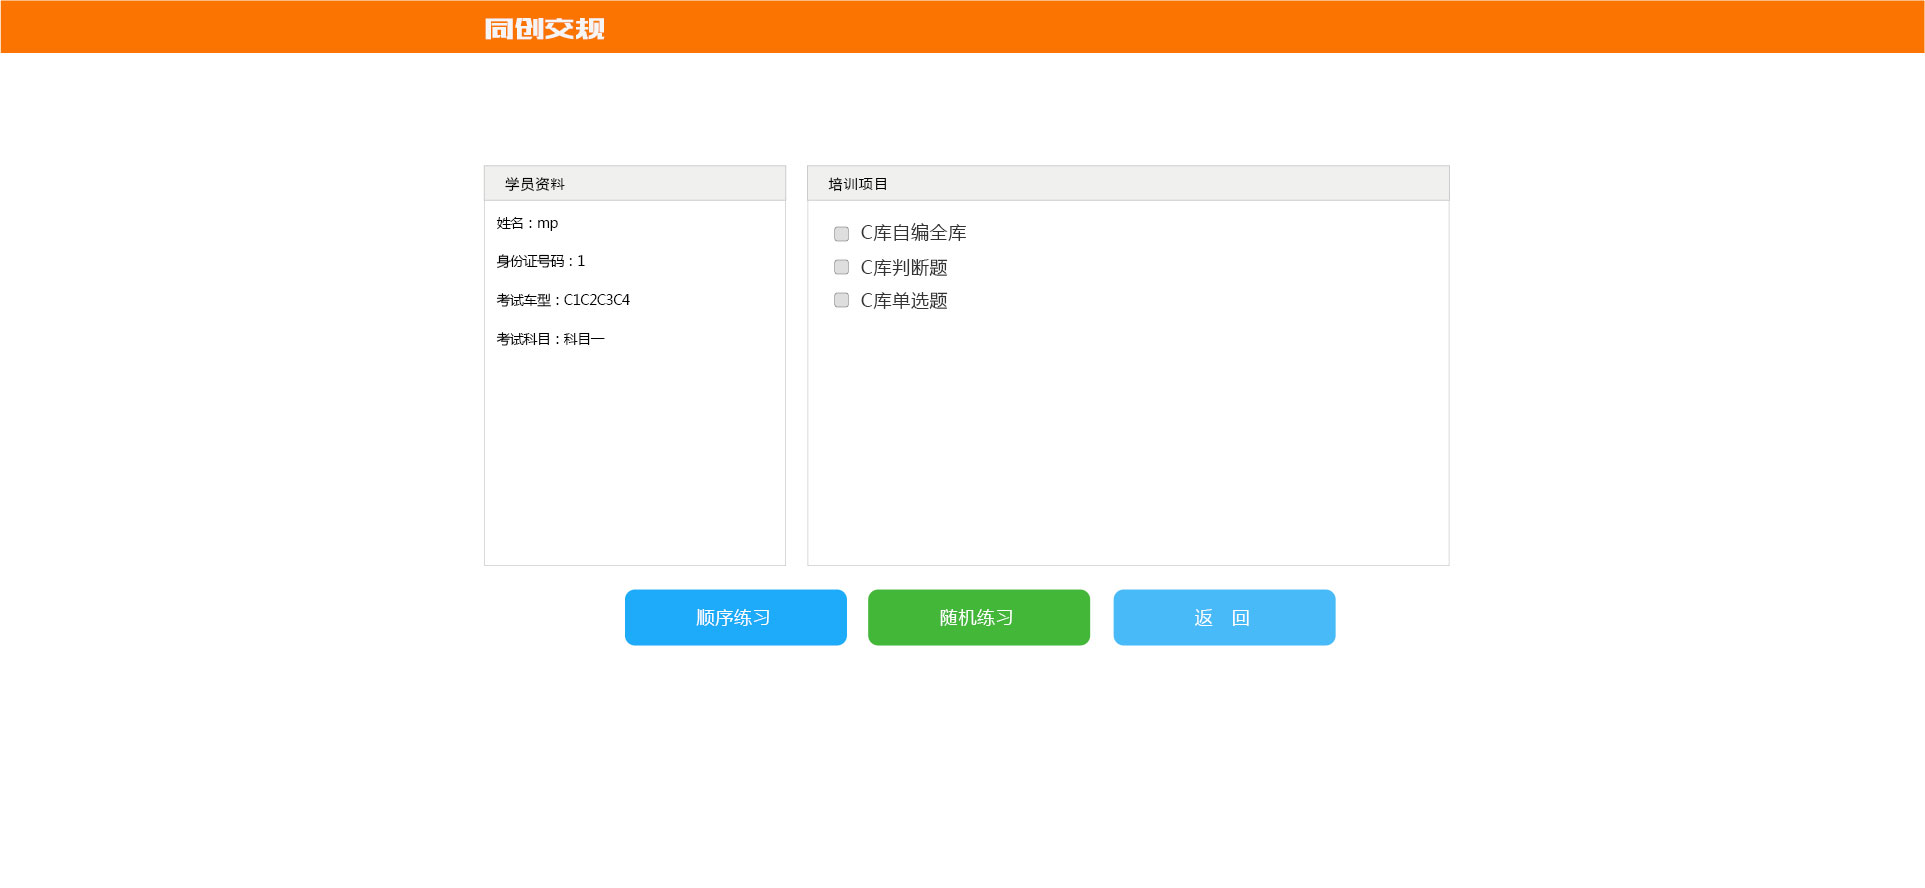 同创交规
学员资料
姓名：mp
身份证号码：1
考试车型：C1C2C3C4
考试科目：科目一
培训项目
C库自编全库
C库判断题
C库单选题
顺序练习
随机练习
返 回